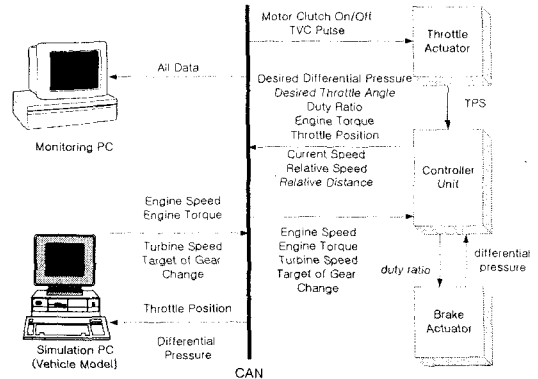 Motor Clutch On/Off
TVC Pulse
Throttle
Actuator
All Data
Monitoring PC
Desired Differential Pressure
Desired Throttle Angle
Duty Ratio
Engine Torque
Throttle Position
TPS
Current Speed
Relative Speed
Relative Distance
Controller
Unit
Engine Speed
Engine Torque
Turbine Speed
Target of Gear
Change
Engine Speed
Engine Torque
Turbine Speed
Target of Gear
Change
duty ratio
differential
pressure
Throttle Position
Differential
Pressure
Brake
Actuator
Simulation PC
(Vehicle Model)
CAN